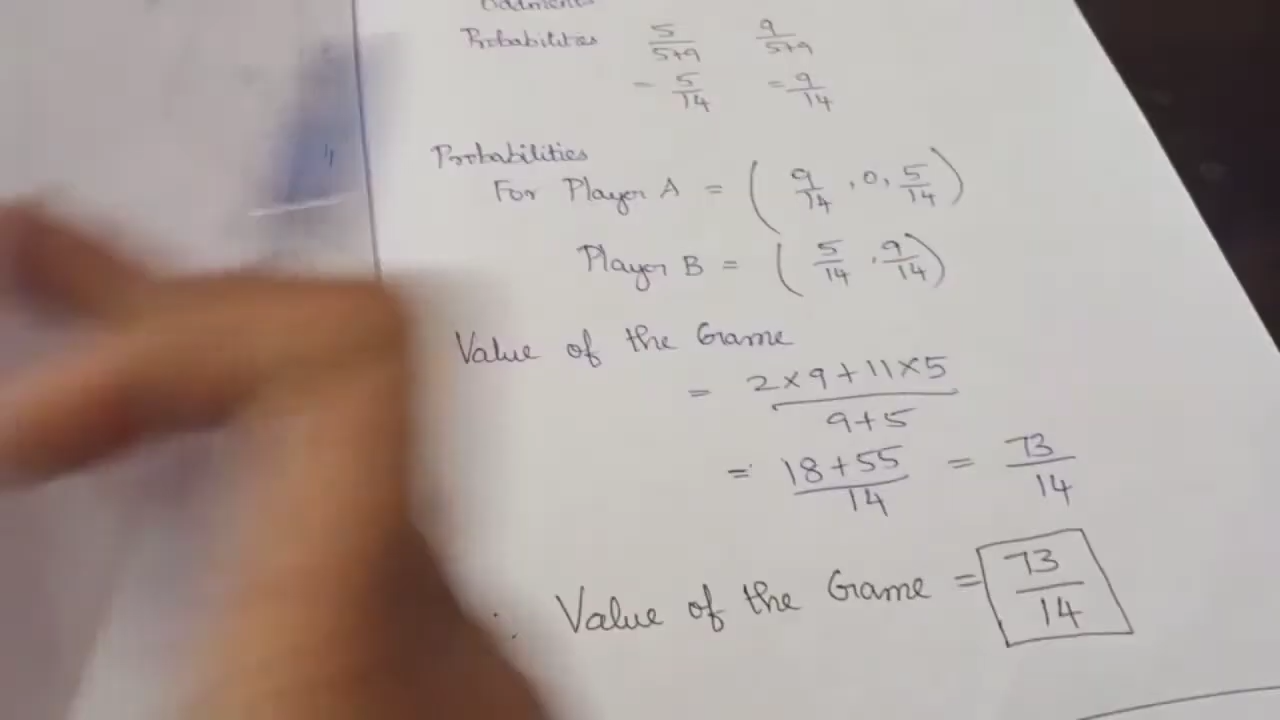 Oddments
Probabilities 5/5+9 9/5+9
= 5/14 = 9/14
Probabilities
For Player A = ( 9/14 , 0, 5/14 )
Player B = ( 5/14 , 9/14 )
Value of the Game
= 2×9+11×5 / 9+5
= 18+55 / 14 = 73/14
∴ Value of the Game = 73/14